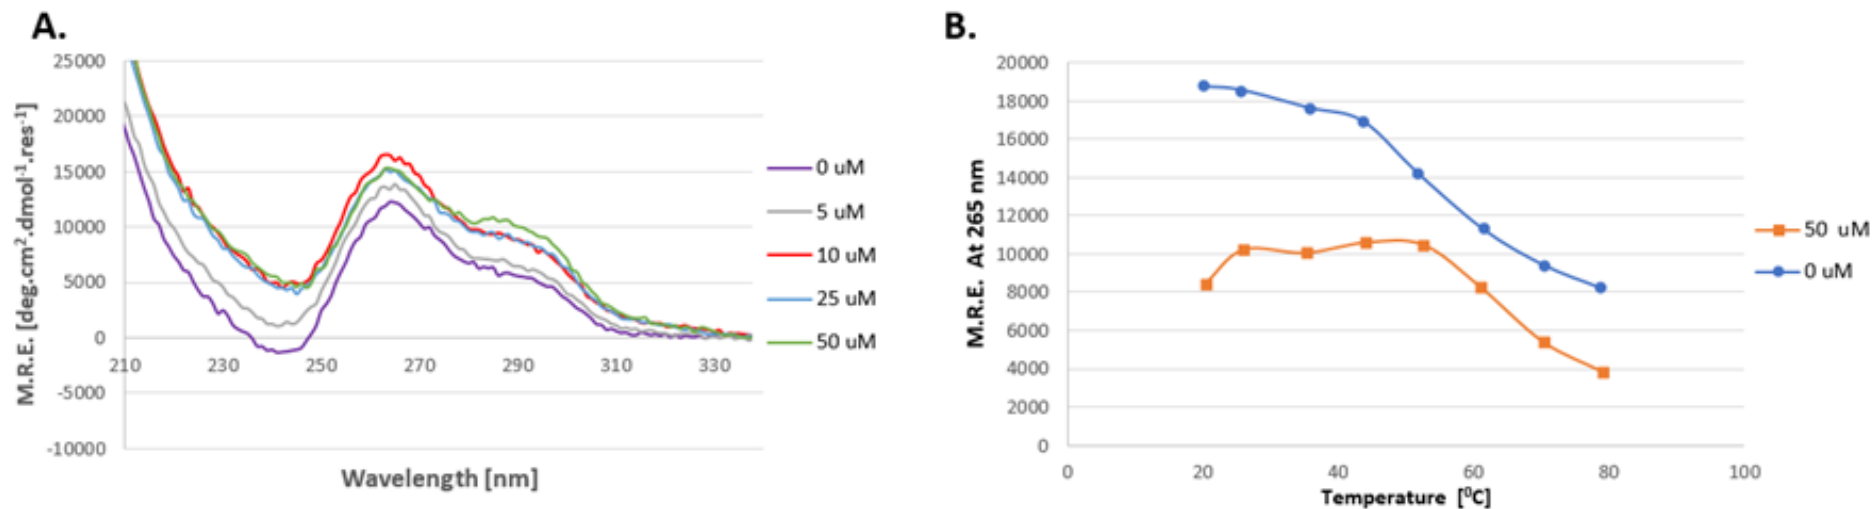 A.
M.R.E. [deg.cm².dmol⁻¹.res⁻¹]
25000
20000
15000
10000
5000
0
-5000
-10000
210 230 250 270 290 310 330
Wavelength [nm]
0 uM
5 uM
10 uM
25 uM
50 uM
B.
M.R.E. At 265 nm
20000
18000
16000
14000
12000
10000
8000
6000
4000
2000
0
0 20 40 60 80 100
Temperature [⁰C]
50 uM
0 uM